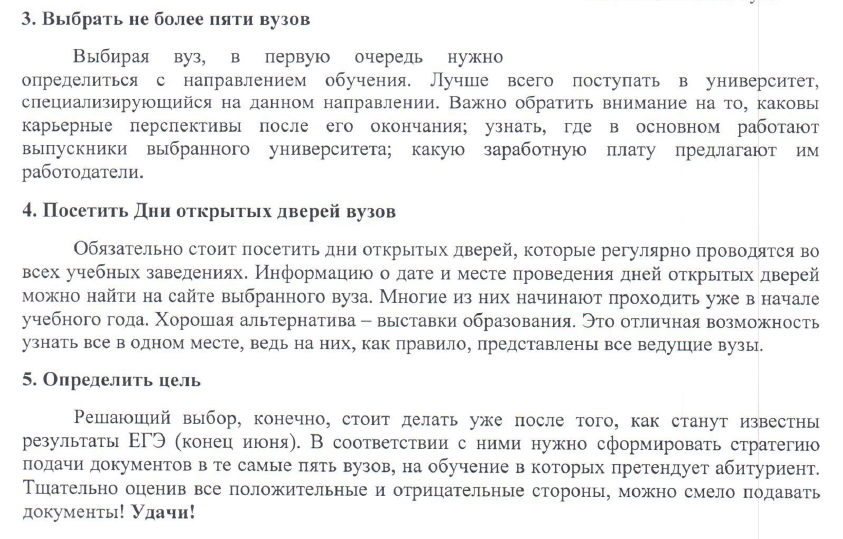 3. Выбрать не более пяти вузов
Выбирая вуз, в первую очередь нужно
определиться с направлением обучения. Лучше всего поступать в университет,
специализирующийся на данном направлении. Важно обратить внимание на то, каковы
карьерные перспективы после его окончания; узнать, где в основном работают
выпускники выбранного университета; какую заработную плату предлагают им
работодатели.
4. Посетить Дни открытых дверей вузов
Обязательно стоит посетить дни открытых дверей, которые регулярно проводятся во
всех учебных заведениях. Информацию о дате и месте проведения дней открытых дверей
можно найти на сайте выбранного вуза. Многие из них начинают проходить уже в начале
учебного года. Хорошая альтернатива – выставки образования. Это отличная возможность
узнать все в одном месте, ведь на них, как правило, представлены все ведущие вузы.
5. Определить цель
Решающий выбор, конечно, стоит делать уже после того, как станут известны
результаты ЕГЭ (конец июня). В соответствии с ними нужно сформировать стратегию
подачи документов в те самые пять вузов, на обучение в которых претендует абитуриент.
Тщательно оценив все положительные и отрицательные стороны, можно смело подавать
документы! Удачи!